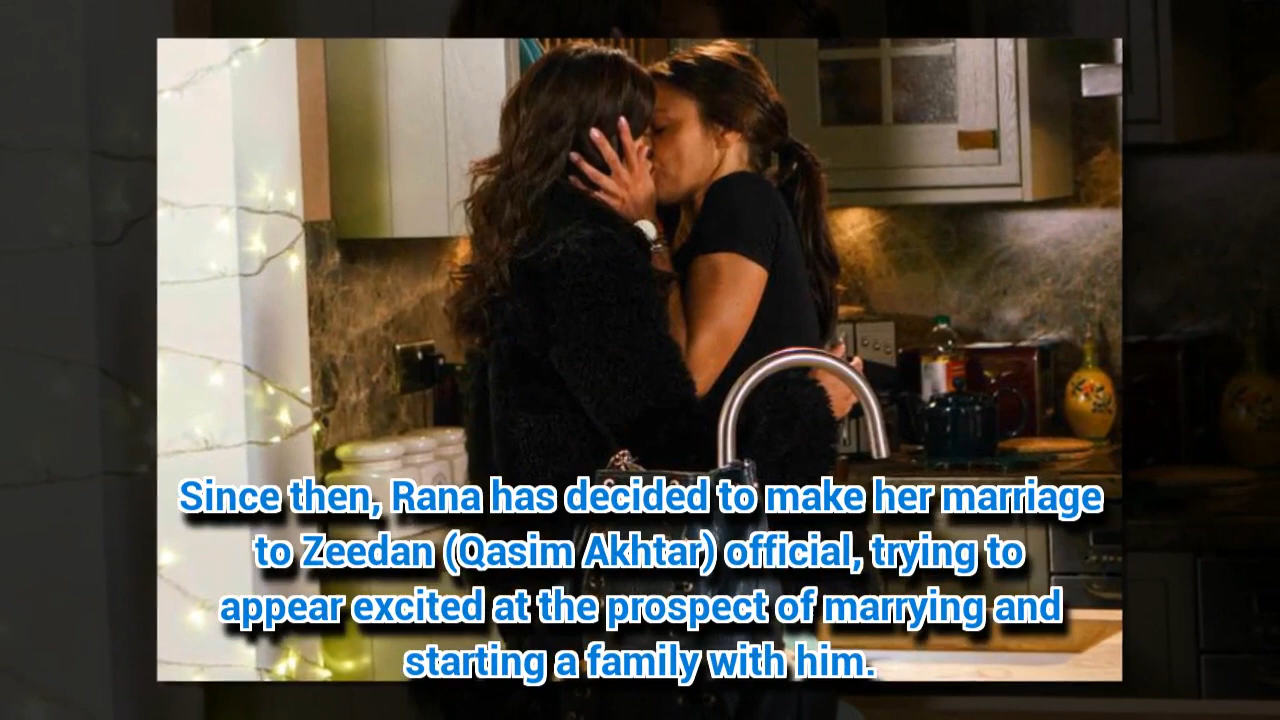 Since then, Rana has decided to make her marriage
to Zeedan (Qasim Akhtar) official, trying to
appear excited at the prospect of marrying and
starting a family with him.